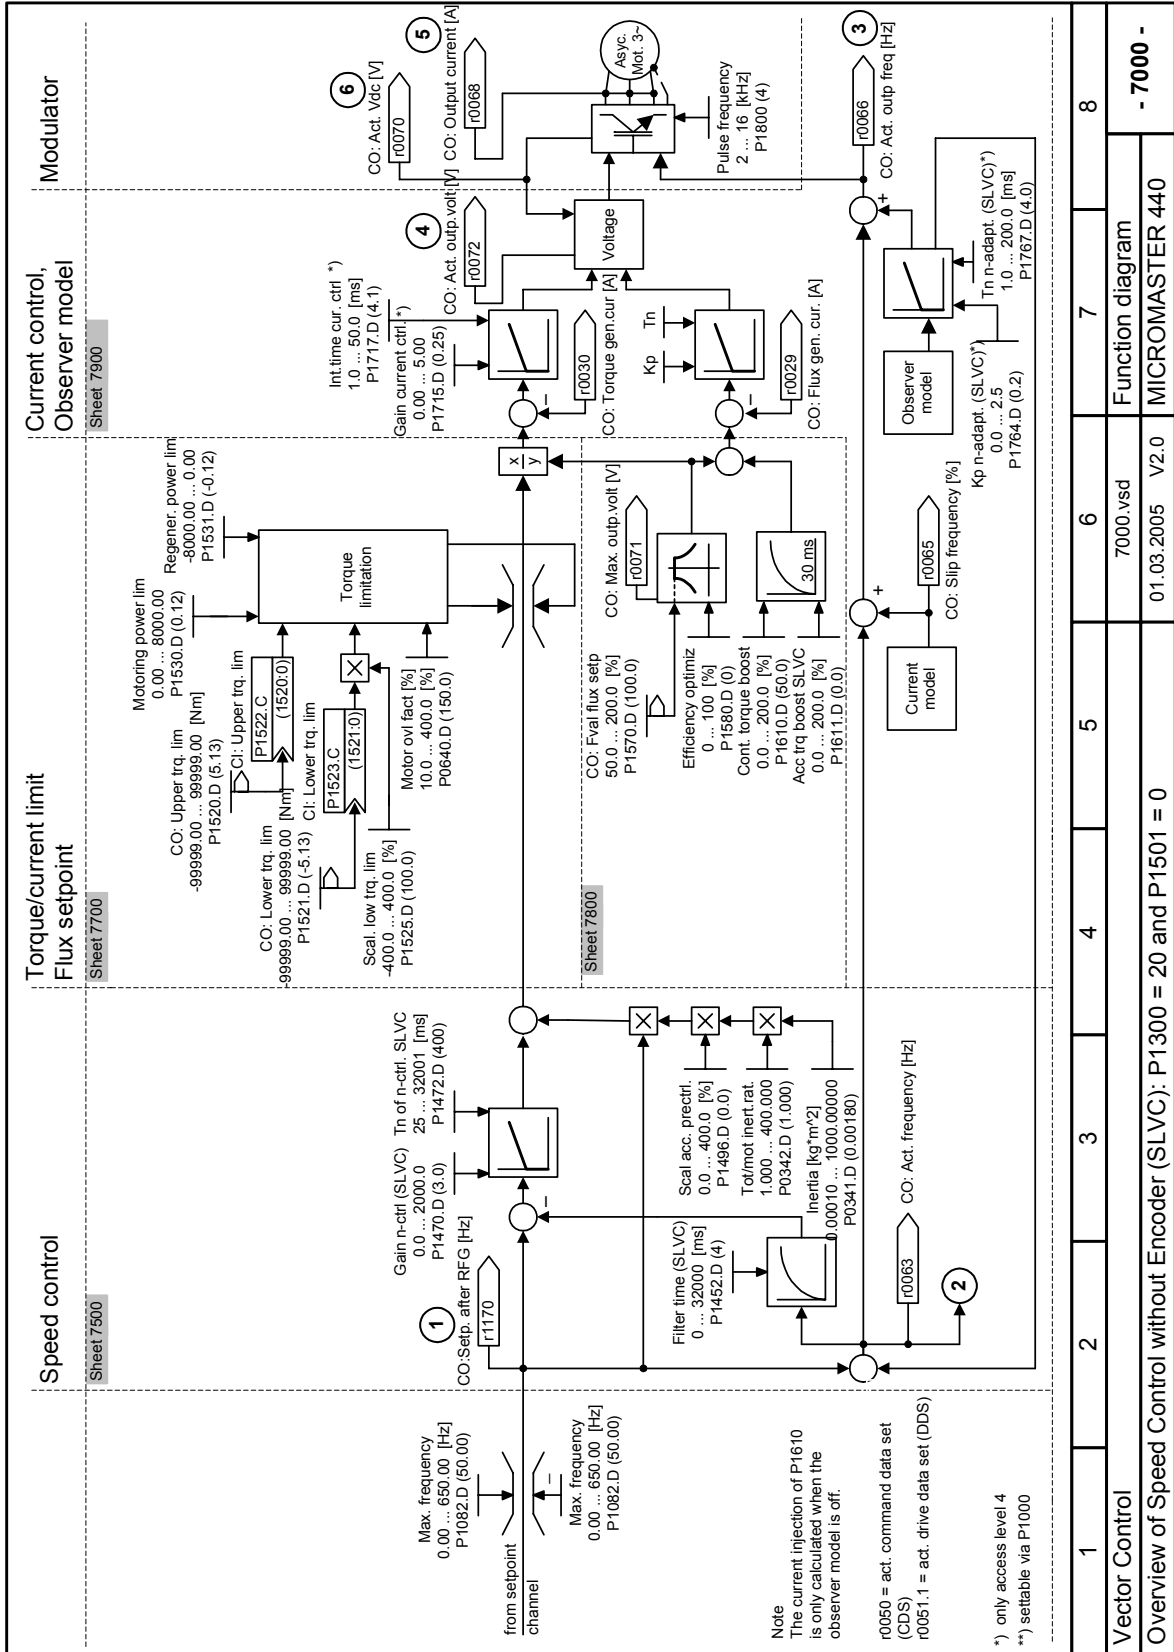 Speed control
Sheet 7500
Torque/current limit
Flux setpoint
Sheet 7700
Current control,
Observer model
Sheet 7900
Modulator
from setpoint
channel
Max. frequency
0.00 ... 650.00 [Hz]
P1082.D (50.00)
Max. frequency
0.00 ... 650.00 [Hz]
P1082.D (50.00)
–
1
CO:Setp. after RFG [Hz]
r1170
Gain n-ctrl (SLVC)
0.0 ... 2000.0
P1470.D (3.0)
Tn of n-ctrl. SLVC
25 ... 32001 [ms]
P1472.D (400)
–
Filter time (SLVC)
0 ... 32000 [ms]
P1452.D (4)
Scal acc. prectrl.
0.0 ... 400.0 [%]
P1496.D (0.0)
Tot/mot inert.rat.
1.000 ... 400.000
P0342.D (1.000)
Inertia [kg*m^2]
0.00010 ... 1000.00000
P0341.D (0.00180)
r0063
CO: Act. frequency [Hz]
2
CO: Upper trq. lim
-99999.00 ... 99999.00 [Nm]
P1520.D (5.13)
CI: Upper trq. lim
P1522.C
(1520:0)
CO: Lower trq. lim
-99999.00 ... 99999.00 [Nm]
P1521.D (-5.13)
CI: Lower trq. lim
P1523.C
(1521:0)
Scal. low trq. lim
-400.0 ... 400.0 [%]
P1525.D (100.0)
Motoring power lim
0.00 ... 8000.00
P1530.D (0.12)
Regener. power lim
-8000.00 ... 0.00
P1531.D (-0.12)
Motor ovl fact [%]
10.0 ... 400.0 [%]
P0640.D (150.0)
Torque
limitation
Sheet 7800
CO: Fval flux setp
50.0 ... 200.0 [%]
P1570.D (100.0)
Efficiency optimiz
0 ... 100 [%]
P1580.D (0)
Cont. torque boost
0.0 ... 200.0 [%]
P1610.D (50.0)
Acc trq boost SLVC
0.0 ... 200.0 [%]
P1611.D (0.0)
CO: Max. outp.volt [V]
r0071
30 ms
x
y
Current
model
r0065
CO: Slip frequency [%]
+
Int.time cur. ctrl *)
1.0 ... 50.0 [ms]
P1717.D (4.1)
Gain current ctrl. *)
0.00 ... 5.00
P1715.D (0.25)
–
r0030
CO: Torque gen.cur [A]
Kp
Tn
–
r0029
CO: Flux gen. cur. [A]
4
CO: Act. outp.volt[V]
r0072
Voltage
6
CO: Act. Vdc [V]
r0070
5
CO: Output current [A]
r0068
Asyc.
Mot. 3~
Pulse frequency
2 ... 16 [kHz]
P1800 (4)
3
r0066
CO: Act. outp freq [Hz]
+
Observer
model
Kp n-adapt. (SLVC)*)
0.0 ... 2.5
P1764.D (0.2)
Tn n-adapt. (SLVC)*)
1.0 ... 200.0 [ms]
P1767.D (4.0)
Note
The current injection of P1610
is only calculated when the
observer model is off.
r0050 = act. command data set
(CDS)
r0051.1 = act. drive data set (DDS)
*) only access level 4
**) settable via P1000
1 2 3 4 5 6 7 8
Vector Control 7000.vsd Function diagram
- 7000 -
Overview of Speed Control without Encoder (SLVC): P1300 = 20 and P1501 = 0 01.03.2005 V2.0 MICROMASTER 440